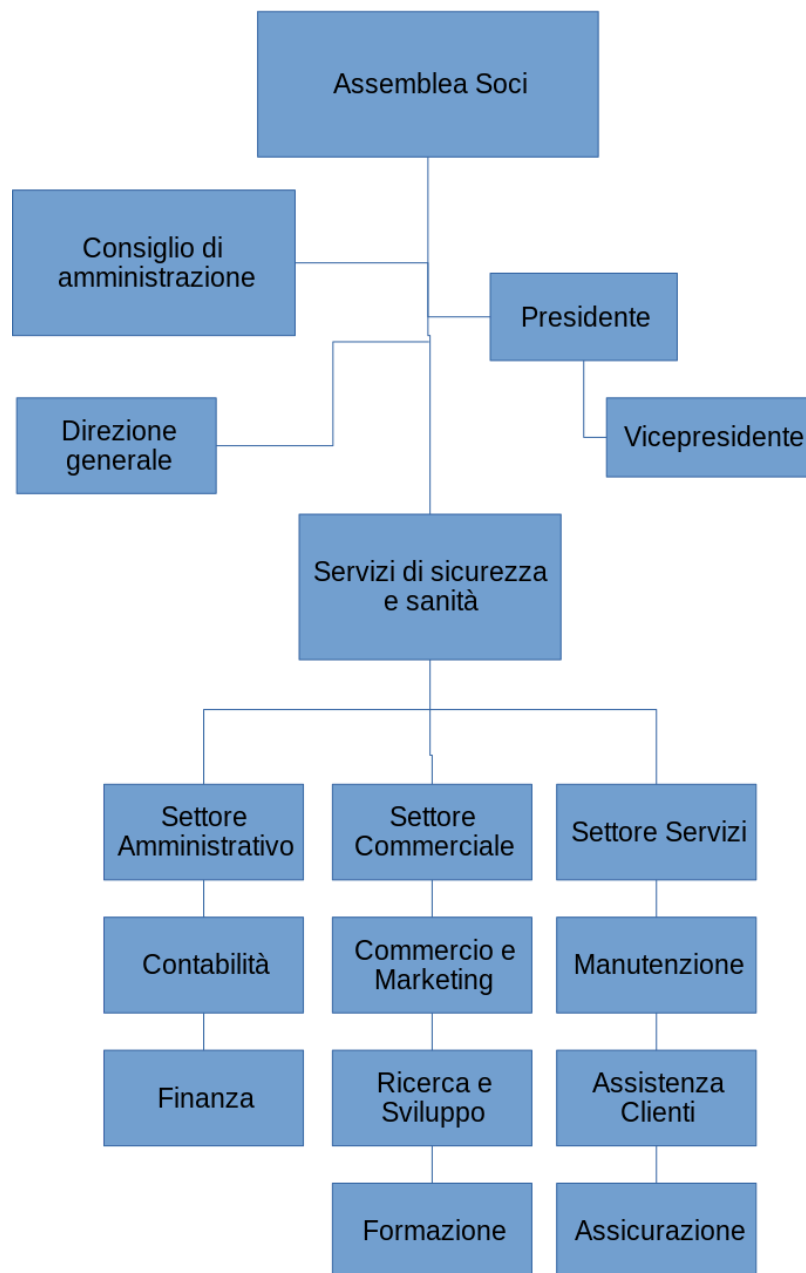 Assemblea Soci
Consiglio di
amministrazione
Presidente
Direzione
generale
Vicepresidente
Servizi di sicurezza
e sanità
Settore
Amministrativo
Settore
Commerciale
Settore Servizi
Contabilità
Commercio e
Marketing
Manutenzione
Finanza
Ricerca e
Sviluppo
Assistenza
Clienti
Formazione
Assicurazione